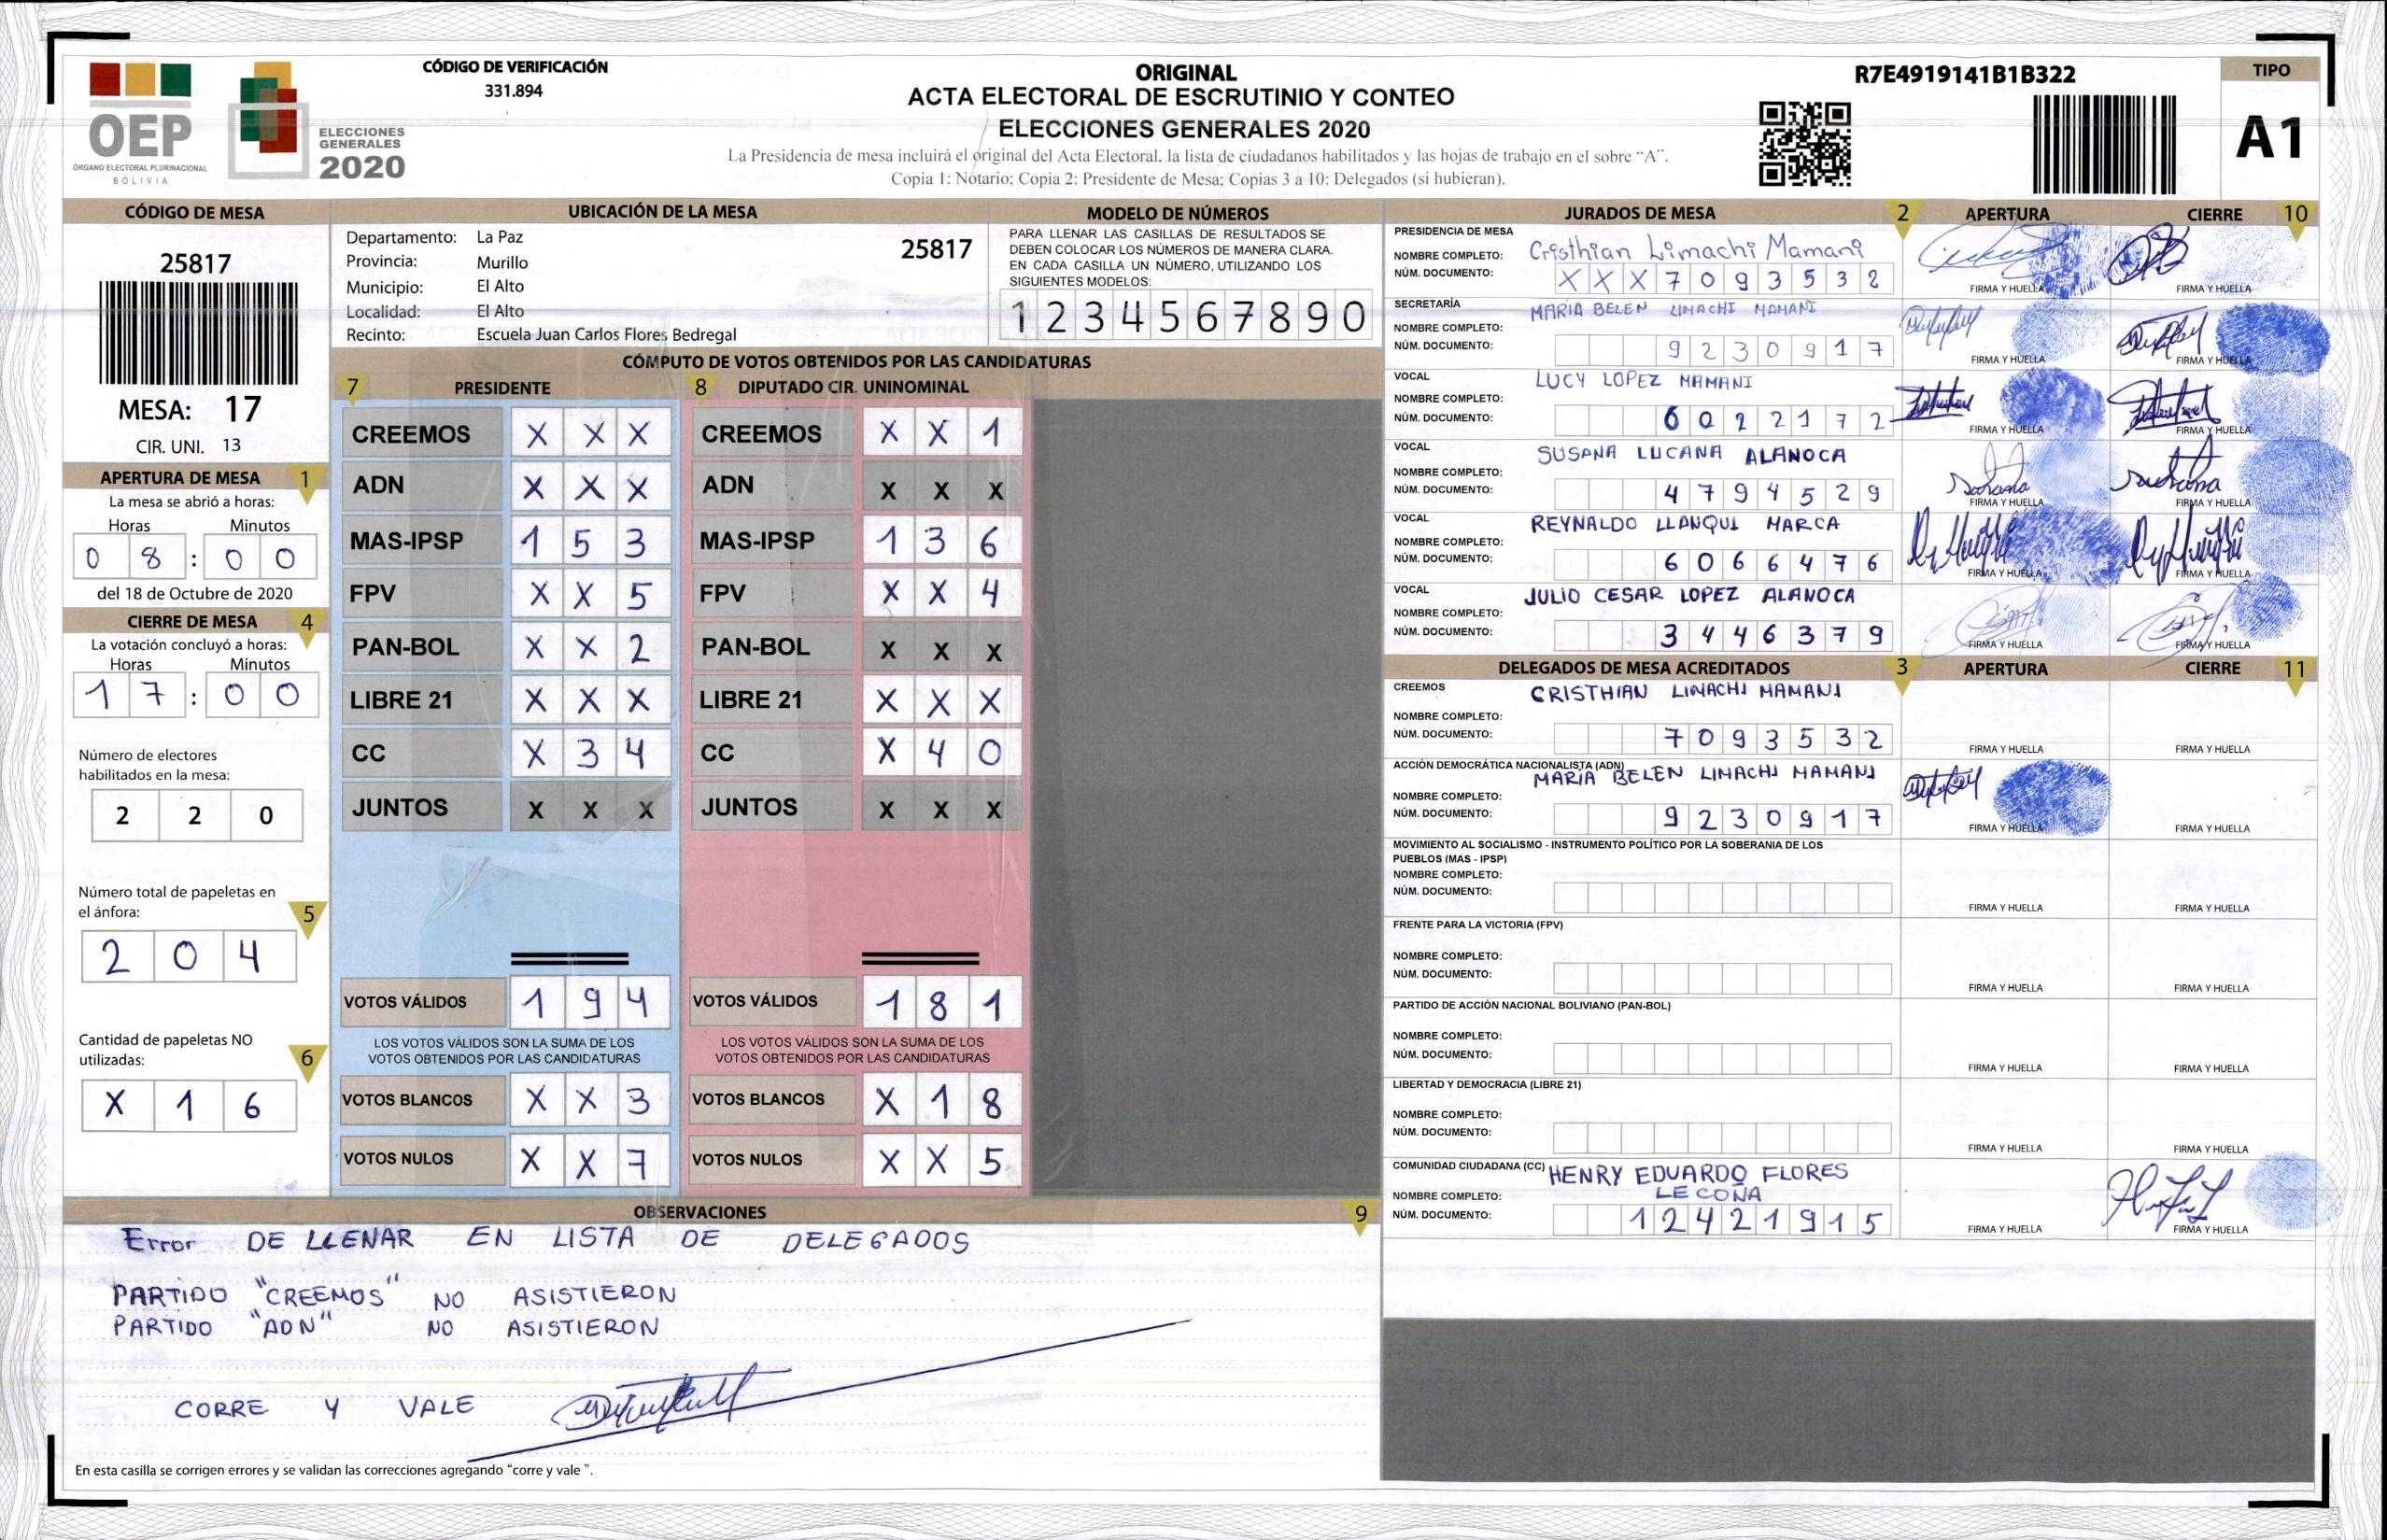 CÓDIGO DE VERIFICACIÓN
331.894
OEP
ÓRGANO ELECTORAL PLURINACIONAL
BOLIVIA
ELECCIONES
GENERALES
2020
ORIGINAL
ACTA ELECTORAL DE ESCRUTINIO Y CONTEO
ELECCIONES GENERALES 2020
La Presidencia de mesa incluirá el original del Acta Electoral, la lista de ciudadanos habilitados y las hojas de trabajo en el sobre “A”.
Copia 1: Notario; Copia 2: Presidente de Mesa; Copias 3 a 10: Delegados (si hubieran).
R7E4919141B1B322
TIPO
A1
CÓDIGO DE MESA
25817
MESA: 17
CIR. UNI. 13
APERTURA DE MESA 1
La mesa se abrió a horas:
Horas Minutos
0 8 : 0 0
del 18 de Octubre de 2020
CIERRE DE MESA 4
La votación concluyó a horas:
Horas Minutos
1 7 : 0 0
Número de electores
habilitados en la mesa:
2 2 0
Número total de papeletas en
el ánfora:
5
2 0 4
Cantidad de papeletas NO
utilizadas:
6
X 1 6
UBICACIÓN DE LA MESA
Departamento: La Paz
25817
Provincia: Murillo
Municipio: El Alto
Localidad: El Alto
Recinto: Escuela Juan Carlos Flores Bedregal
MODELO DE NÚMEROS
PARA LLENAR LAS CASILLAS DE RESULTADOS SE
DEBEN COLOCAR LOS NÚMEROS DE MANERA CLARA.
EN CADA CASILLA UN NÚMERO, UTILIZANDO LOS
SIGUIENTES MODELOS:
1 2 3 4 5 6 7 8 9 0
CÓMPUTO DE VOTOS OBTENIDOS POR LAS CANDIDATURAS
7 PRESIDENTE
CREEMOS X X X
ADN X X X
MAS-IPSP 1 5 3
FPV X X 5
PAN-BOL X X 2
LIBRE 21 X X X
CC X 3 4
JUNTOS X X X
VOTOS VÁLIDOS 1 9 4
LOS VOTOS VÁLIDOS SON LA SUMA DE LOS
VOTOS OBTENIDOS POR LAS CANDIDATURAS
VOTOS BLANCOS X X 3
VOTOS NULOS X X 7
8 DIPUTADO CIR. UNINOMINAL
CREEMOS X X 1
ADN X X X
MAS-IPSP 1 3 6
FPV X X 4
PAN-BOL X X X
LIBRE 21 X X X
CC X 4 0
JUNTOS X X X
VOTOS VÁLIDOS 1 8 1
LOS VOTOS VÁLIDOS SON LA SUMA DE LOS
VOTOS OBTENIDOS POR LAS CANDIDATURAS
VOTOS BLANCOS X 1 8
VOTOS NULOS X X 5
OBSERVACIONES 9
Error DE LLENAR EN LISTA DE DELEGADOS
PARTIDO "CREEMOS" NO ASISTIERON
PARTIDO "ADN" NO ASISTIERON
CORRE Y VALE
En esta casilla se corrigen errores y se validan las correcciones agregando “corre y vale ”.
JURADOS DE MESA 2 APERTURA CIERRE 10
PRESIDENCIA DE MESA
NOMBRE COMPLETO: Cristhian Limachi Mamani
NÚM. DOCUMENTO: X X X 7 0 9 3 5 3 2
FIRMA Y HUELLA FIRMA Y HUELLA
SECRETARÍA
NOMBRE COMPLETO: MARIA BELEN LIMACHI MAMANI
NÚM. DOCUMENTO: 9 2 3 0 9 1 7
FIRMA Y HUELLA FIRMA Y HUELLA
VOCAL
NOMBRE COMPLETO: LUCY LOPEZ MAMANI
NÚM. DOCUMENTO: 6 0 2 2 1 7 2
FIRMA Y HUELLA FIRMA Y HUELLA
VOCAL
NOMBRE COMPLETO: SUSANA LUCANA ALANOCA
NÚM. DOCUMENTO: 4 7 9 4 5 2 9
FIRMA Y HUELLA FIRMA Y HUELLA
VOCAL
NOMBRE COMPLETO: REYNALDO LLANQUI MARCA
NÚM. DOCUMENTO: 6 0 6 6 4 7 6
FIRMA Y HUELLA FIRMA Y HUELLA
VOCAL
NOMBRE COMPLETO: JULIO CESAR LOPEZ ALANOCA
NÚM. DOCUMENTO: 3 4 4 6 3 7 9
FIRMA Y HUELLA FIRMA Y HUELLA
DELEGADOS DE MESA ACREDITADOS 3 APERTURA CIERRE 11
CREEMOS
NOMBRE COMPLETO: CRISTHIAN LIMACHI MAMANI
NÚM. DOCUMENTO: 7 0 9 3 5 3 2
FIRMA Y HUELLA FIRMA Y HUELLA
ACCIÓN DEMOCRÁTICA NACIONALISTA (ADN)
NOMBRE COMPLETO: MARIA BELEN LIMACHI MAMANI
NÚM. DOCUMENTO: 9 2 3 0 9 1 7
FIRMA Y HUELLA FIRMA Y HUELLA
MOVIMIENTO AL SOCIALISMO - INSTRUMENTO POLÍTICO POR LA SOBERANIA DE LOS
PUEBLOS (MAS - IPSP)
NOMBRE COMPLETO:
NÚM. DOCUMENTO:
FIRMA Y HUELLA FIRMA Y HUELLA
FRENTE PARA LA VICTORIA (FPV)
NOMBRE COMPLETO:
NÚM. DOCUMENTO:
FIRMA Y HUELLA FIRMA Y HUELLA
PARTIDO DE ACCIÓN NACIONAL BOLIVIANO (PAN-BOL)
NOMBRE COMPLETO:
NÚM. DOCUMENTO:
FIRMA Y HUELLA FIRMA Y HUELLA
LIBERTAD Y DEMOCRACIA (LIBRE 21)
NOMBRE COMPLETO:
NÚM. DOCUMENTO:
FIRMA Y HUELLA FIRMA Y HUELLA
COMUNIDAD CIUDADANA (CC) HENRY EDUARDO FLORES
NOMBRE COMPLETO: LECOÑA
NÚM. DOCUMENTO: 1 2 4 2 1 9 1 5
FIRMA Y HUELLA FIRMA Y HUELLA